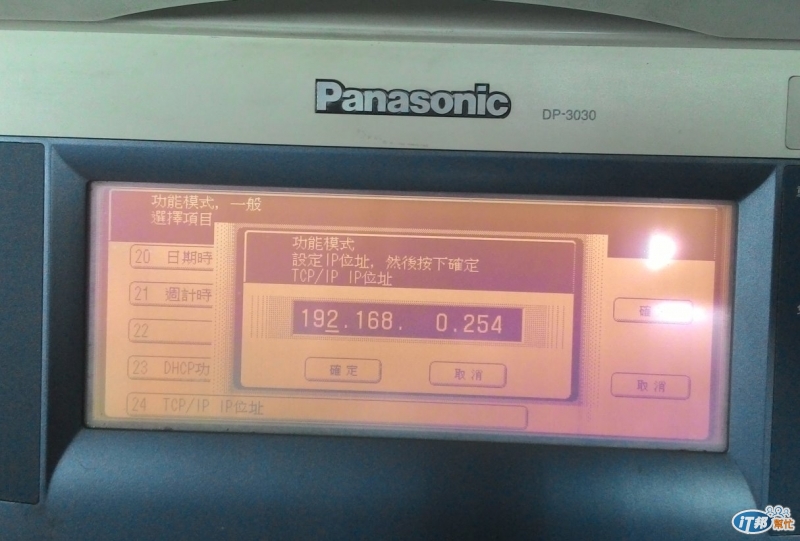 Panasonic
DP-3030
功能模式, 一般
選擇項目
20 日期時
21 週計時
22
23 DHCP功
24 TCP/IP IP位址
功能模式
設定IP位址, 然後按下確定
TCP/IP IP位址
192.168. 0.254
確定
取消
確
取消
iT邦幫忙